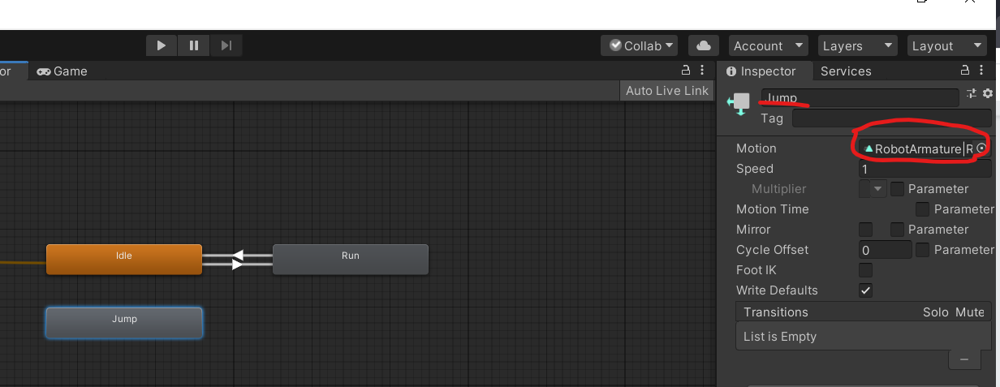 Collab
Account
Layers
Layout
or
Game
Inspector
Services
Auto Live Link
Jump
Tag
Motion
RobotArmature|R
Speed
1
Multiplier
Parameter
Motion Time
Parameter
Mirror
Parameter
Cycle Offset
0
Parameter
Foot IK
Write Defaults
Transitions
Solo Mute
List is Empty
Idle
Run
Jump